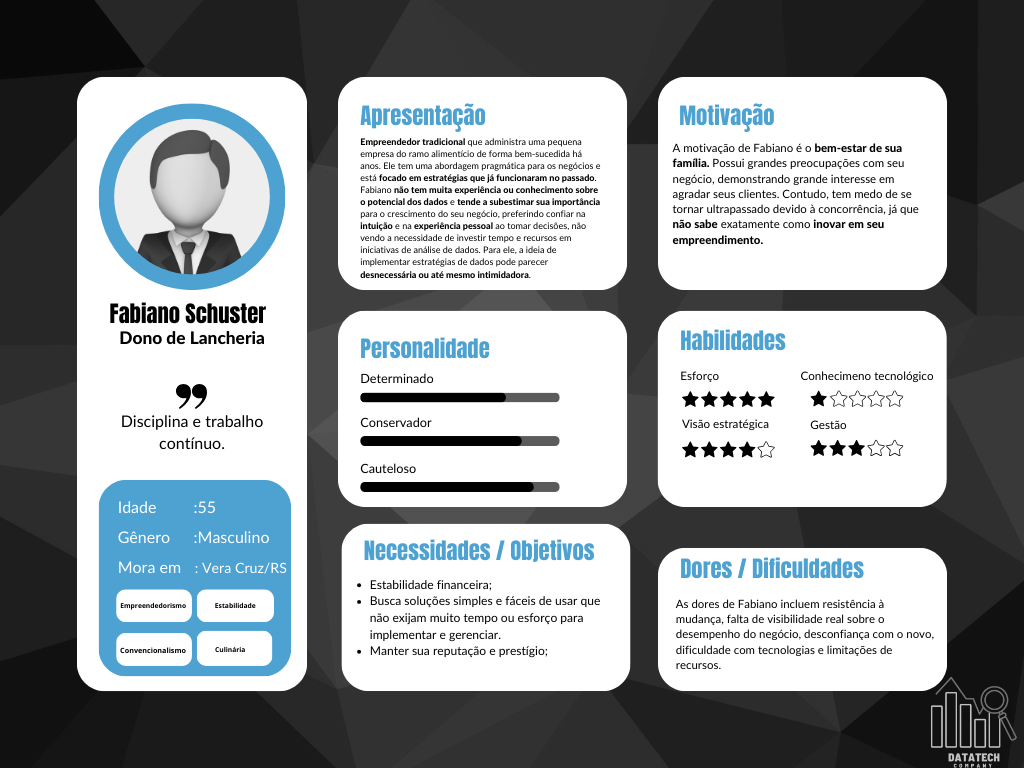 Fabiano Schuster
Dono de Lancheria
Disciplina e trabalho
contínuo.
Idade :55
Gênero :Masculino
Mora em : Vera Cruz/RS
Empreendedorismo Estabilidade
Convencionalismo Culinária
Apresentação
Empreendedor tradicional que administra uma pequena
empresa do ramo alimentício de forma bem-sucedida há
anos. Ele tem uma abordagem pragmática para os negócios e
está focado em estratégias que já funcionaram no passado.
Fabiano não tem muita experiência ou conhecimento sobre
o potencial dos dados e tende a subestimar sua importância
para o crescimento do seu negócio, preferindo confiar na
intuição e na experiência pessoal ao tomar decisões, não
vendo a necessidade de investir tempo e recursos em
iniciativas de análise de dados. Para ele, a ideia de
implementar estratégias de dados pode parecer
desnecessária ou até mesmo intimidadora.
Motivação
A motivação de Fabiano é o bem-estar de sua
família. Possui grandes preocupações com seu
negócio, demonstrando grande interesse em
agradar seus clientes. Contudo, tem medo de se
tornar ultrapassado devido à concorrência, já que
não sabe exatamente como inovar em seu
empreendimento.
Personalidade
Determinado
Conservador
Cauteloso
Habilidades
Esforço Conhecimeno tecnológico
Visão estratégica Gestão
Necessidades / Objetivos
• Estabilidade financeira;
• Busca soluções simples e fáceis de usar que
não exijam muito tempo ou esforço para
implementar e gerenciar.
• Manter sua reputação e prestígio;
Dores / Dificuldades
As dores de Fabiano incluem resistência à
mudança, falta de visibilidade real sobre o
desempenho do negócio, desconfiança com o novo,
dificuldade com tecnologias e limitações de
recursos.
DATATECH
COMPANY